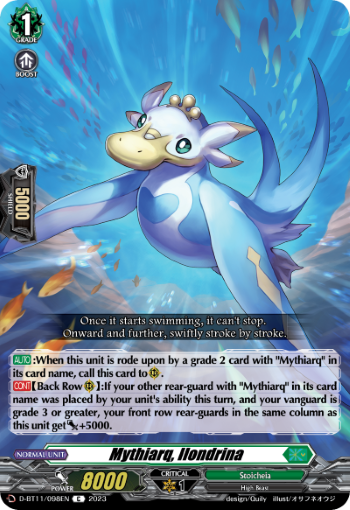 1
GRADE
BOOST
5000
SHIELD
Once it starts swimming, it can't stop.
Onward and further, swiftly stroke by stroke.
AUTO:When this unit is rode upon by a grade 2 card with "Mythiarq" in
its card name, call this card to R.
CONT【Back Row R】:If your other rear-guard with "Mythiarq" in its card
name was placed by your unit's ability this turn, and your vanguard is
grade 3 or greater, your front row rear-guards in the same column as
this unit get +5000.
NORMAL UNIT
Mythiarq, Ilondrina
POWER 8000
CRITICAL
1
Stoicheia
High Beast
D-BT11/098EN C 2023
design/Guily illust/オサフネオウジ